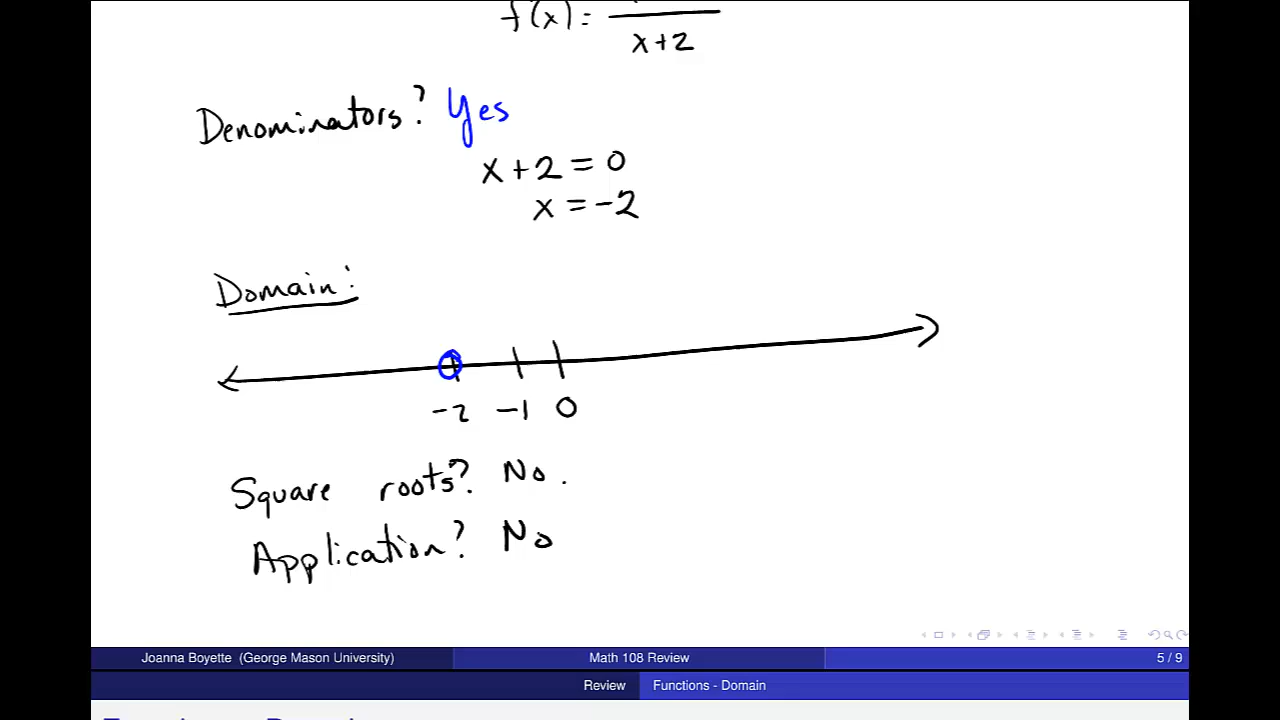 f(x) =
x+2
Denominators? Yes
x+2=0
x=-2
Domain:
-2 -1 0
Square roots? No.
Application? No
Joanna Boyette (George Mason University) Math 108 Review 5 / 9
Review Functions - Domain